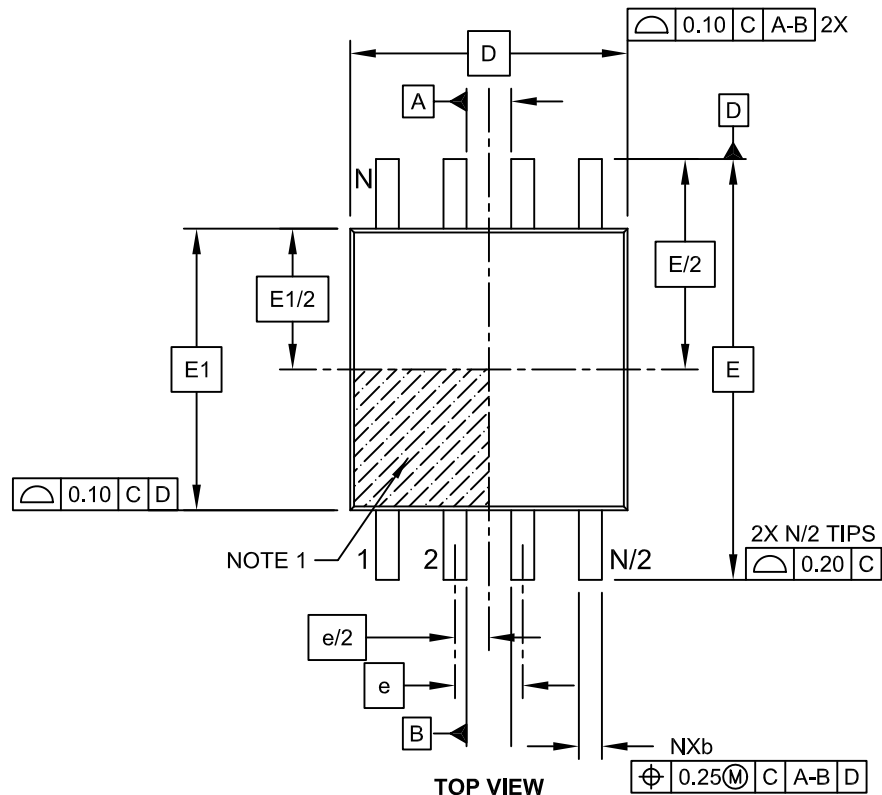 ⌓ 0.10 C A-B 2X
D
A
D
N
E1/2
E/2
E1
E
⌓ 0.10 C D
NOTE 1
1
2
N/2
2X N/2 TIPS
⌓ 0.20 C
e/2
e
B
NXb
⌖ 0.25Ⓜ C A-B D
TOP VIEW